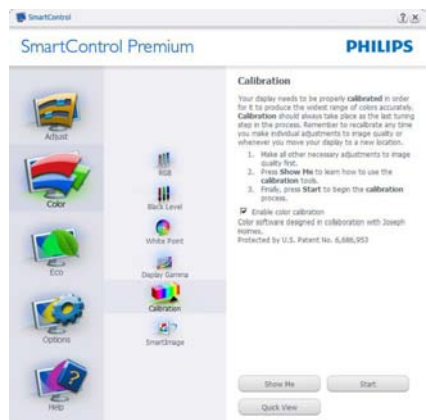 SmartControl
SmartControl Premium
PHILIPS
Adjust
Color
Eco
Options
Help
RGB
Black Level
White Point
Display Gamma
Calibration
SmartImage
Calibration
Your display needs to be properly calibrated in order
for it to produce the widest range of colors accurately.
Calibration should always take place as the last tuning
step in the process. Remember to recalibrate any time
you make individual adjustments to image quality or
whenever you move your display to a new location.
1. Make all other necessary adjustments to image
quality first.
2. Press Show Me to learn how to use the
calibration tools.
3. Finally, press Start to begin the calibration
process.
Enable color calibration
Color software designed in collaboration with Joseph
Holmes.
Protected by U.S. Patent No. 6,686,953
Show Me
Start
Quick View